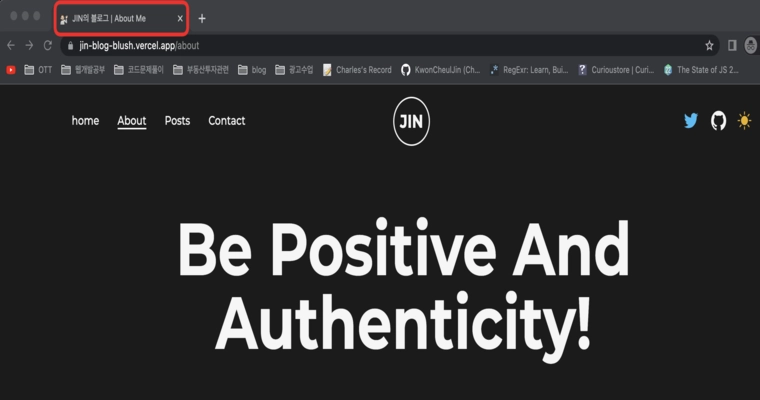 JIN의 블로그 | About Me
jin-blog-blush.vercel.app/about
OTT 웹개발공부 코드문제풀이 부동산투자관련 blog 광고수업 Charles's Record KwonCheulJin (Ch... RegExr: Learn, Bui... Curioustore | Curi... The State of JS 2...
home About Posts Contact JIN
Be Positive And
Authenticity!